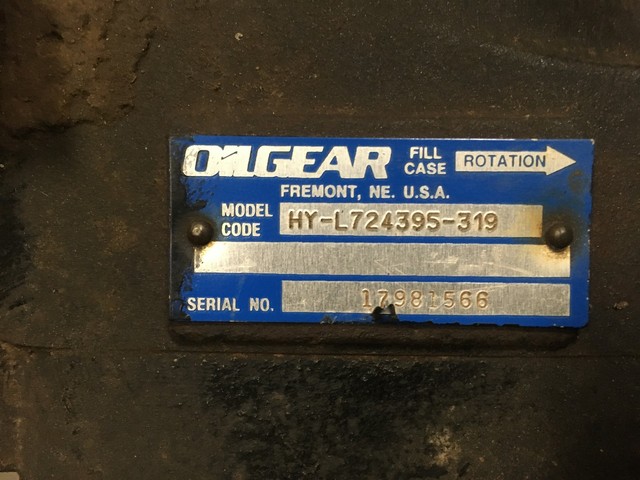 OILGEAR FILL CASE ROTATION
FREMONT, NE. U.S.A.
MODEL CODE HY-L724395-319
SERIAL NO. 17981566